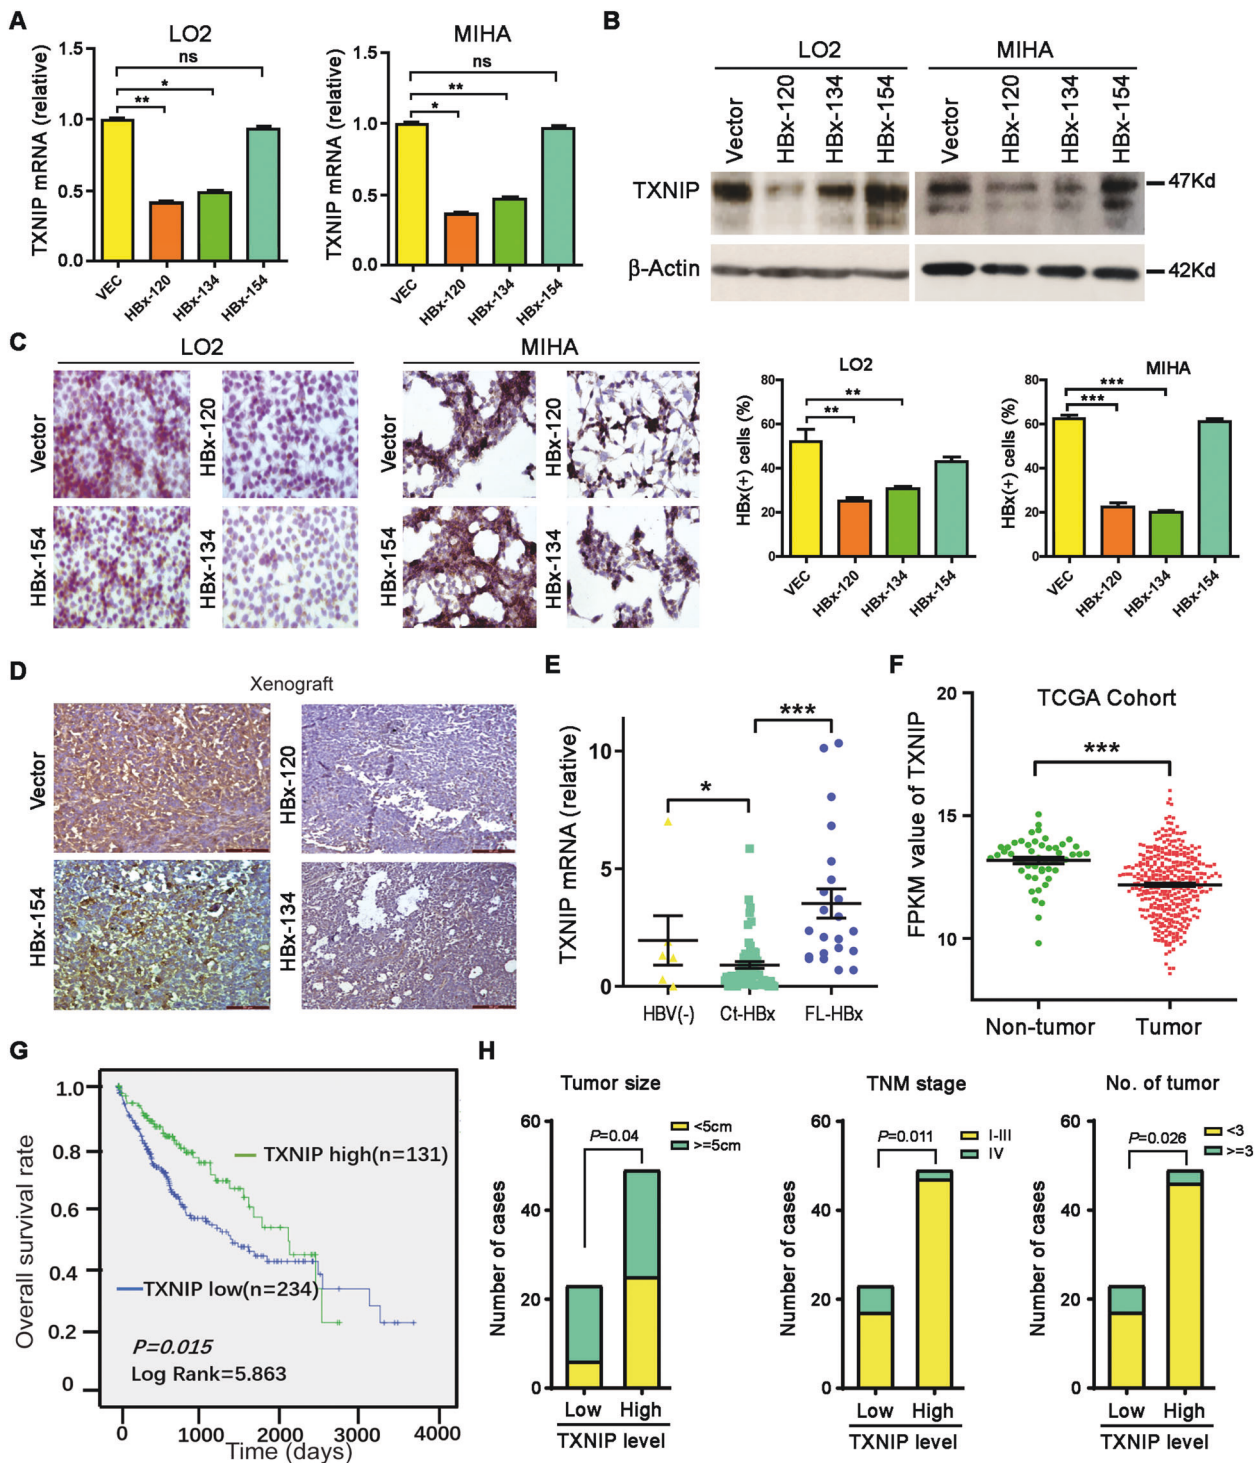 A
LO2
TXNIP mRNA (relative)
1.5
1.0
0.5
0.0
ns
*
**
VEC
HBx-120
HBx-134
HBx-154
MIHA
TXNIP mRNA (relative)
1.5
1.0
0.5
0.0
ns
**
*
VEC
HBx-120
HBx-134
HBx-154
B
LO2
MIHA
Vector
HBx-120
HBx-134
HBx-154
Vector
HBx-120
HBx-134
HBx-154
TXNIP
47Kd
β-Actin
42Kd
C
LO2
MIHA
Vector
HBx-120
HBx-154
HBx-134
Vector
HBx-120
HBx-154
HBx-134
LO2
HBx(+) cells (%)
80
60
40
20
0
**
**
VEC
HBx-120
HBx-134
HBx-154
MIHA
HBx(+) cells (%)
80
60
40
20
0
***
***
VEC
HBx-120
HBx-134
HBx-154
D
Xenograft
Vector
HBx-120
HBx-154
HBx-134
E
TXNIP mRNA (relative)
10
5
0
*
***
HBV(-)
Ct-HBx
FL-HBx
F
TCGA Cohort
FPKM value of TXNIP
20
15
10
***
Non-tumor
Tumor
G
Overall survival rate
1.0
0.8
0.6
0.4
0.2
0
TXNIP high(n=131)
TXNIP low(n=234)
P=0.015
Log Rank=5.863
0
1000
2000
3000
4000
Time (days)
H
Tumor size
Number of cases
60
40
20
0
P=0.04
<5cm
>=5cm
Low
High
TXNIP level
TNM stage
Number of cases
60
40
20
0
P=0.011
I-III
IV
Low
High
TXNIP level
No. of tumor
Number of cases
60
40
20
0
P=0.026
<3
>=3
Low
High
TXNIP level